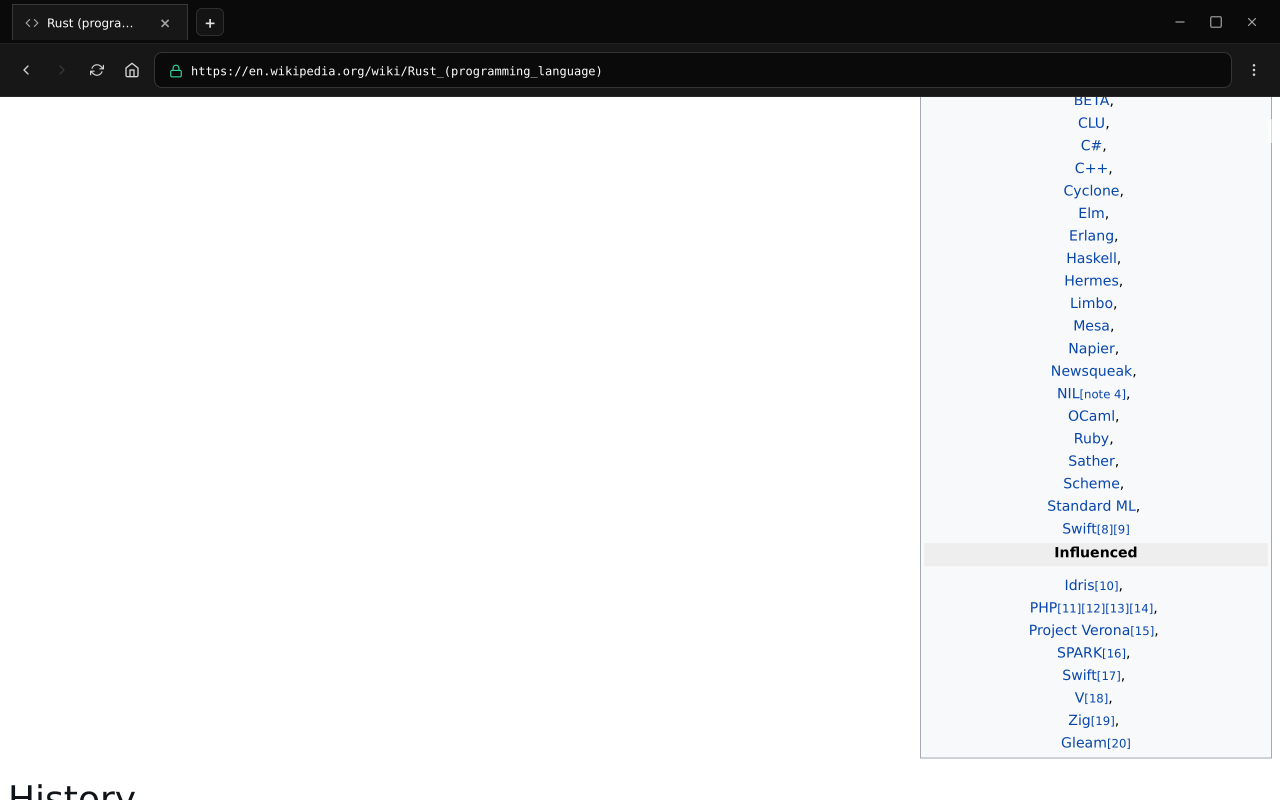 Rust (progra...
https://en.wikipedia.org/wiki/Rust_(programming_language)
BETA,
CLU,
C#,
C++,
Cyclone,
Elm,
Erlang,
Haskell,
Hermes,
Limbo,
Mesa,
Napier,
Newsqueak,
NIL[note 4],
OCaml,
Ruby,
Sather,
Scheme,
Standard ML,
Swift[8][9]
Influenced
Idris[10],
PHP[11][12][13][14],
Project Verona[15],
SPARK[16],
Swift[17],
V[18],
Zig[19],
Gleam[20]
History